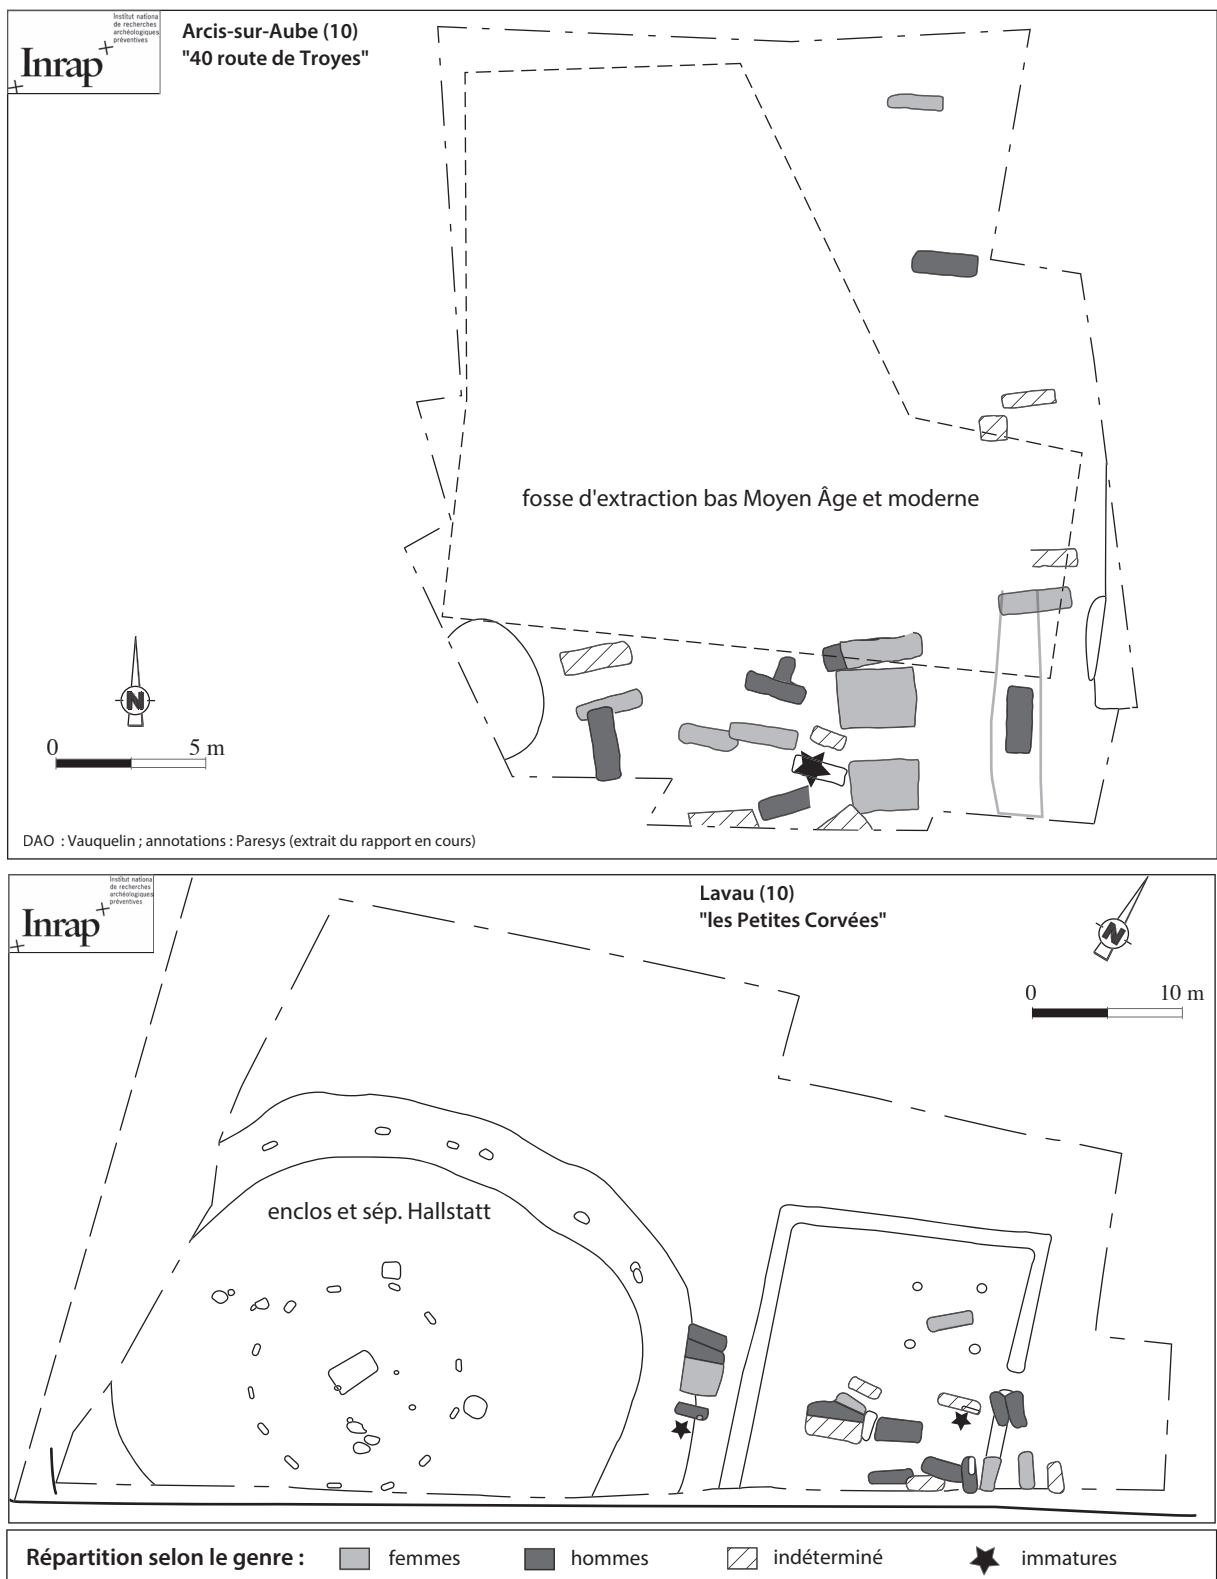 Institut nationa
de recherches
archéologiques
préventives
Inrap
Arcis-sur-Aube (10)
"40 route de Troyes"
fosse d'extraction bas Moyen Âge et moderne
N
0 5 m
DAO : Vauquelin ; annotations : Paresys (extrait du rapport en cours)
Institut nationa
de recherches
archéologiques
préventives
Inrap
Lavau (10)
"les Petites Corvées"
N
0 10 m
enclos et sép. Hallstatt
Répartition selon le genre : femmes hommes indéterminé immatures